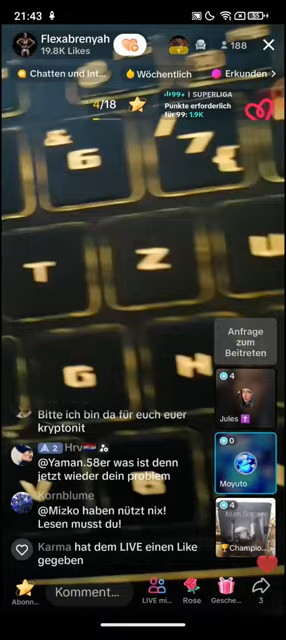 21:43
Flexabrenyah
19.8K Likes
188
Chatten und Int...
Wöchentlich
Erkunden
4/18
99+ | SUPERLIGA
Punkte erforderlich
für 99: 1.9K
&
6
7
T
Z
U
G
H
Anfrage
zum
Beitreten
4
Jules
0
Moyuto
4
Champio...
Bitte ich bin da für euch euer
kryptonit
A 2 Hrv
@Yaman.58er was ist denn
jetzt wieder dein problem
Kornblume
@Mizko haben nützt nix!
Lesen musst du!
Karma hat dem LIVE einen Like
gegeben
Abonn...
Komment...
LIVE mi...
Rose
Gesche...
3